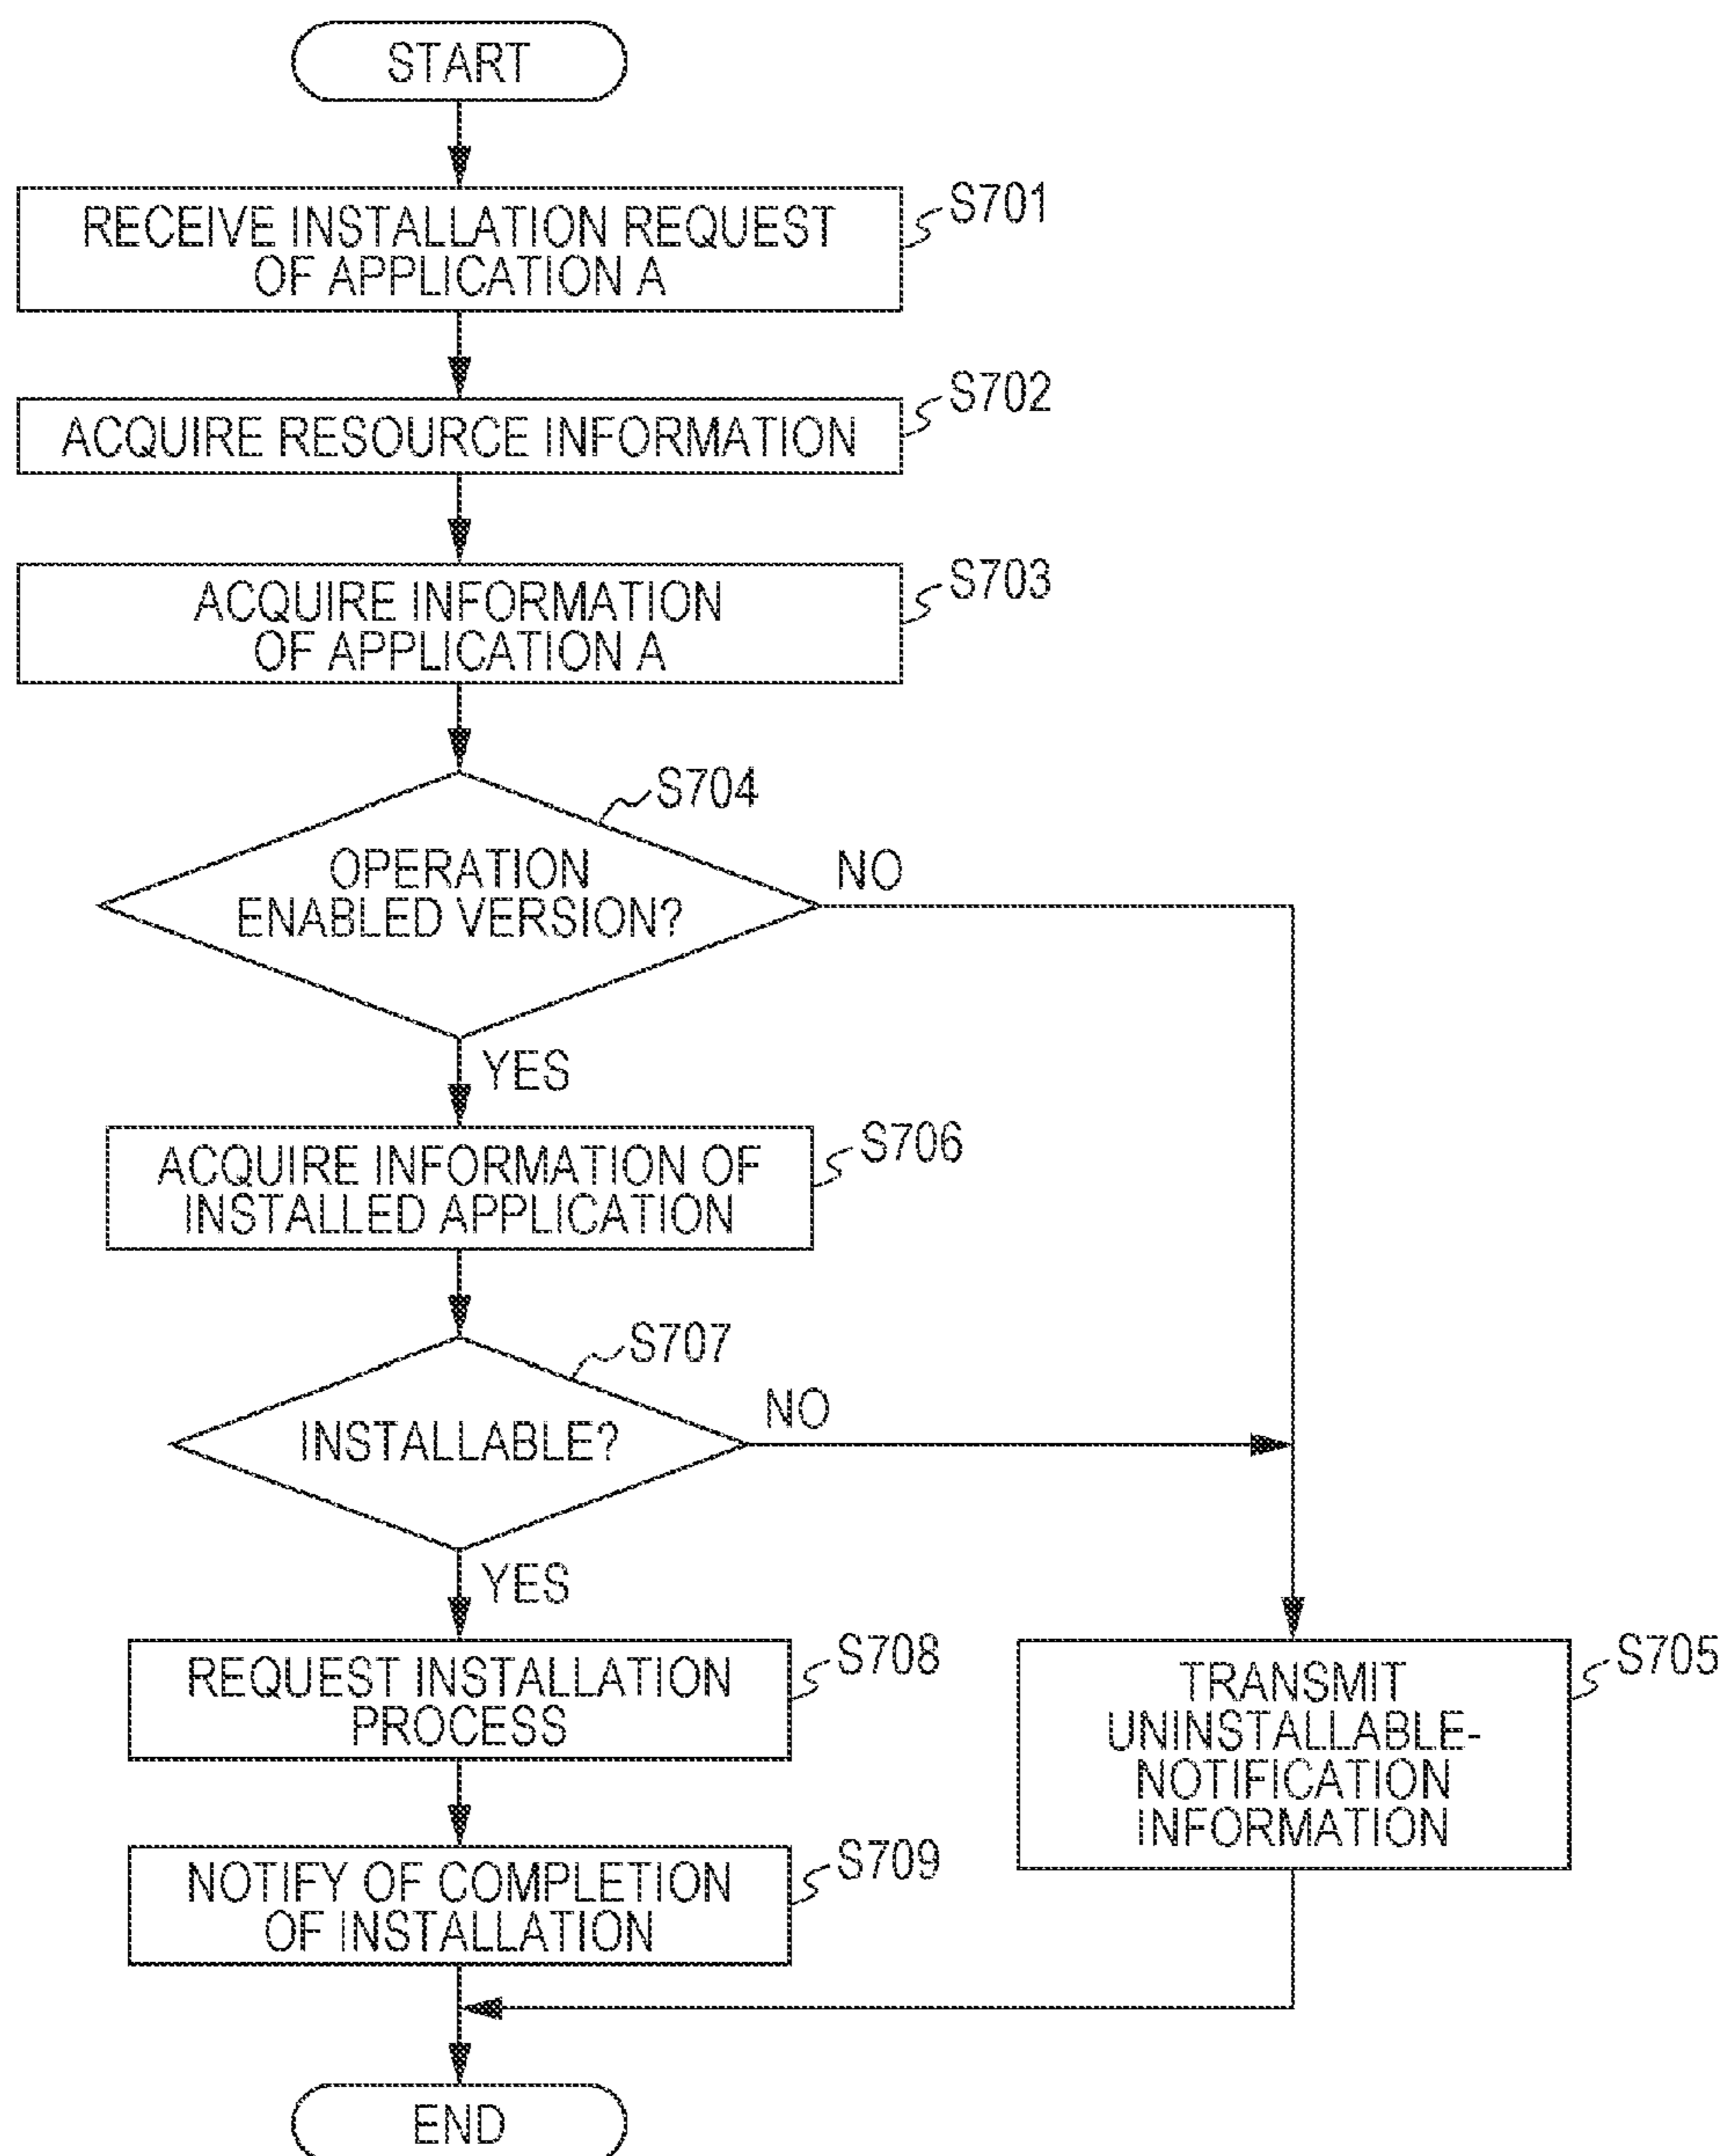 START
RECEIVE INSTALLATION REQUEST
OF APPLICATION A
S701
ACQUIRE RESOURCE INFORMATION
S702
ACQUIRE INFORMATION
OF APPLICATION A
S703
OPERATION
ENABLED VERSION?
S704
NO
YES
ACQUIRE INFORMATION OF
INSTALLED APPLICATION
S706
INSTALLABLE?
S707
NO
YES
REQUEST INSTALLATION
PROCESS
S708
TRANSMIT
UNINSTALLABLE-
NOTIFICATION
INFORMATION
S705
NOTIFY OF COMPLETION
OF INSTALLATION
S709
END